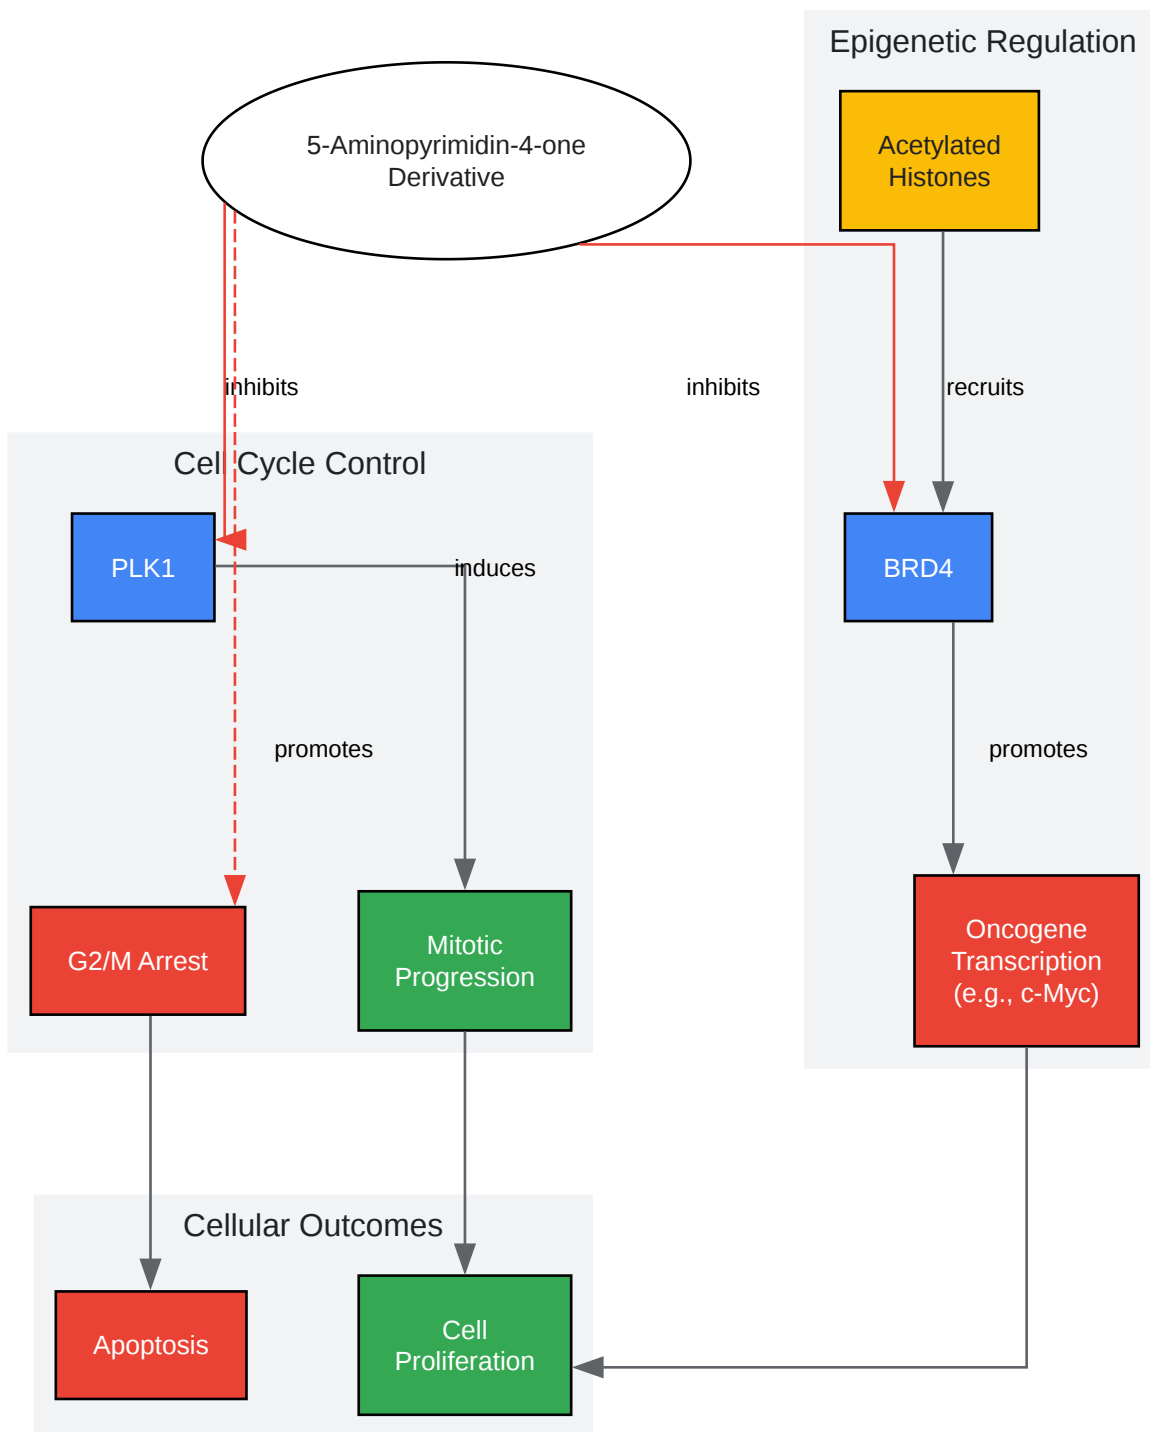 Epigenetic Regulation
5-Aminopyrimidin-4-one
Derivative
Acetylated
Histones
inhibits
inhibits
recruits
Cell Cycle Control
PLK1
induces
BRD4
promotes
promotes
G2/M Arrest
Mitotic
Progression
Oncogene
Transcription
(e.g., c-Myc)
Cellular Outcomes
Apoptosis
Cell
Proliferation